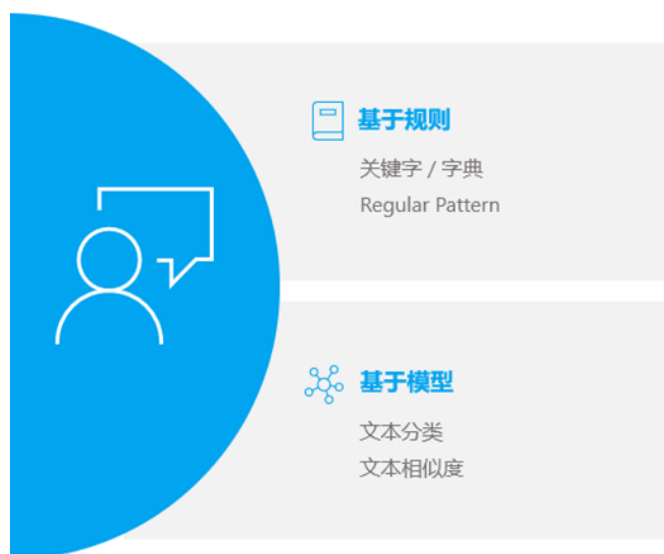 基于规则
关键字 / 字典
Regular Pattern
基于模型
文本分类
文本相似度